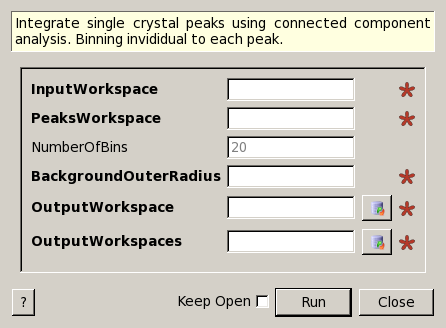 Integrate single crystal peaks using connected component
analysis. Binning invididual to each peak.
InputWorkspace
PeaksWorkspace
NumberOfBins 20
BackgroundOuterRadius
OutputWorkspace
OutputWorkspaces
? Keep Open Run Close